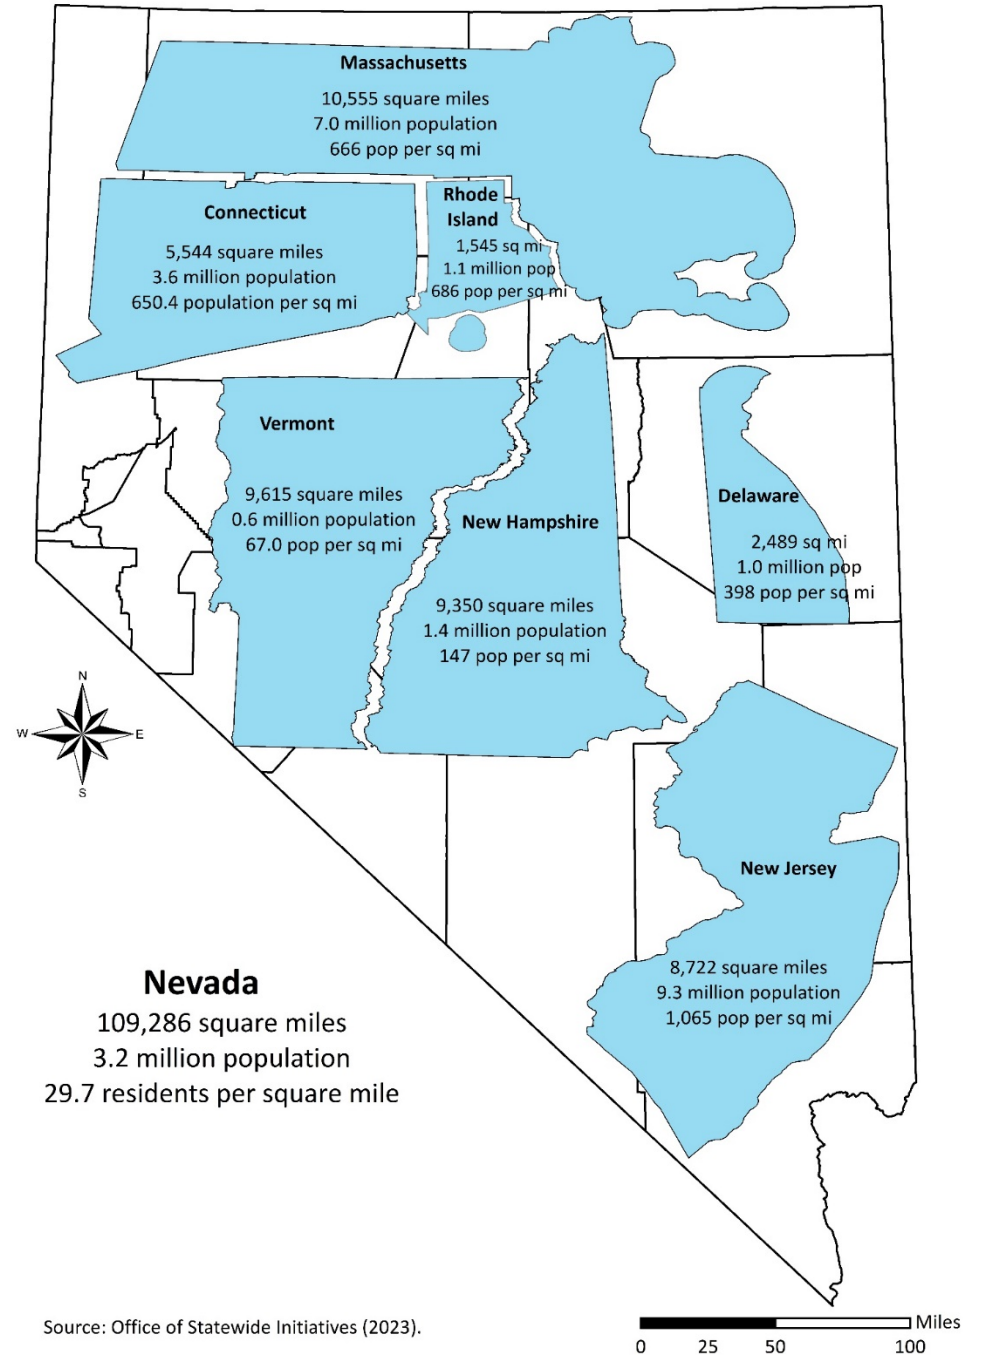 Massachusetts
10,555 square miles
7.0 million population
666 pop per sq mi
Connecticut
5,544 square miles
3.6 million population
650.4 population per sq mi
Rhode
Island
1,545 sq mi
1.1 million pop
686 pop per sq mi
Vermont
9,615 square miles
0.6 million population
67.0 pop per sq mi
New Hampshire
9,350 square miles
1.4 million population
147 pop per sq mi
Delaware
2,489 sq mi
1.0 million pop
398 pop per sq mi
N
W
E
S
New Jersey
8,722 square miles
9.3 million population
1,065 pop per sq mi
Nevada
109,286 square miles
3.2 million population
29.7 residents per square mile
Source: Office of Statewide Initiatives (2023).
Miles
0 25 50 100